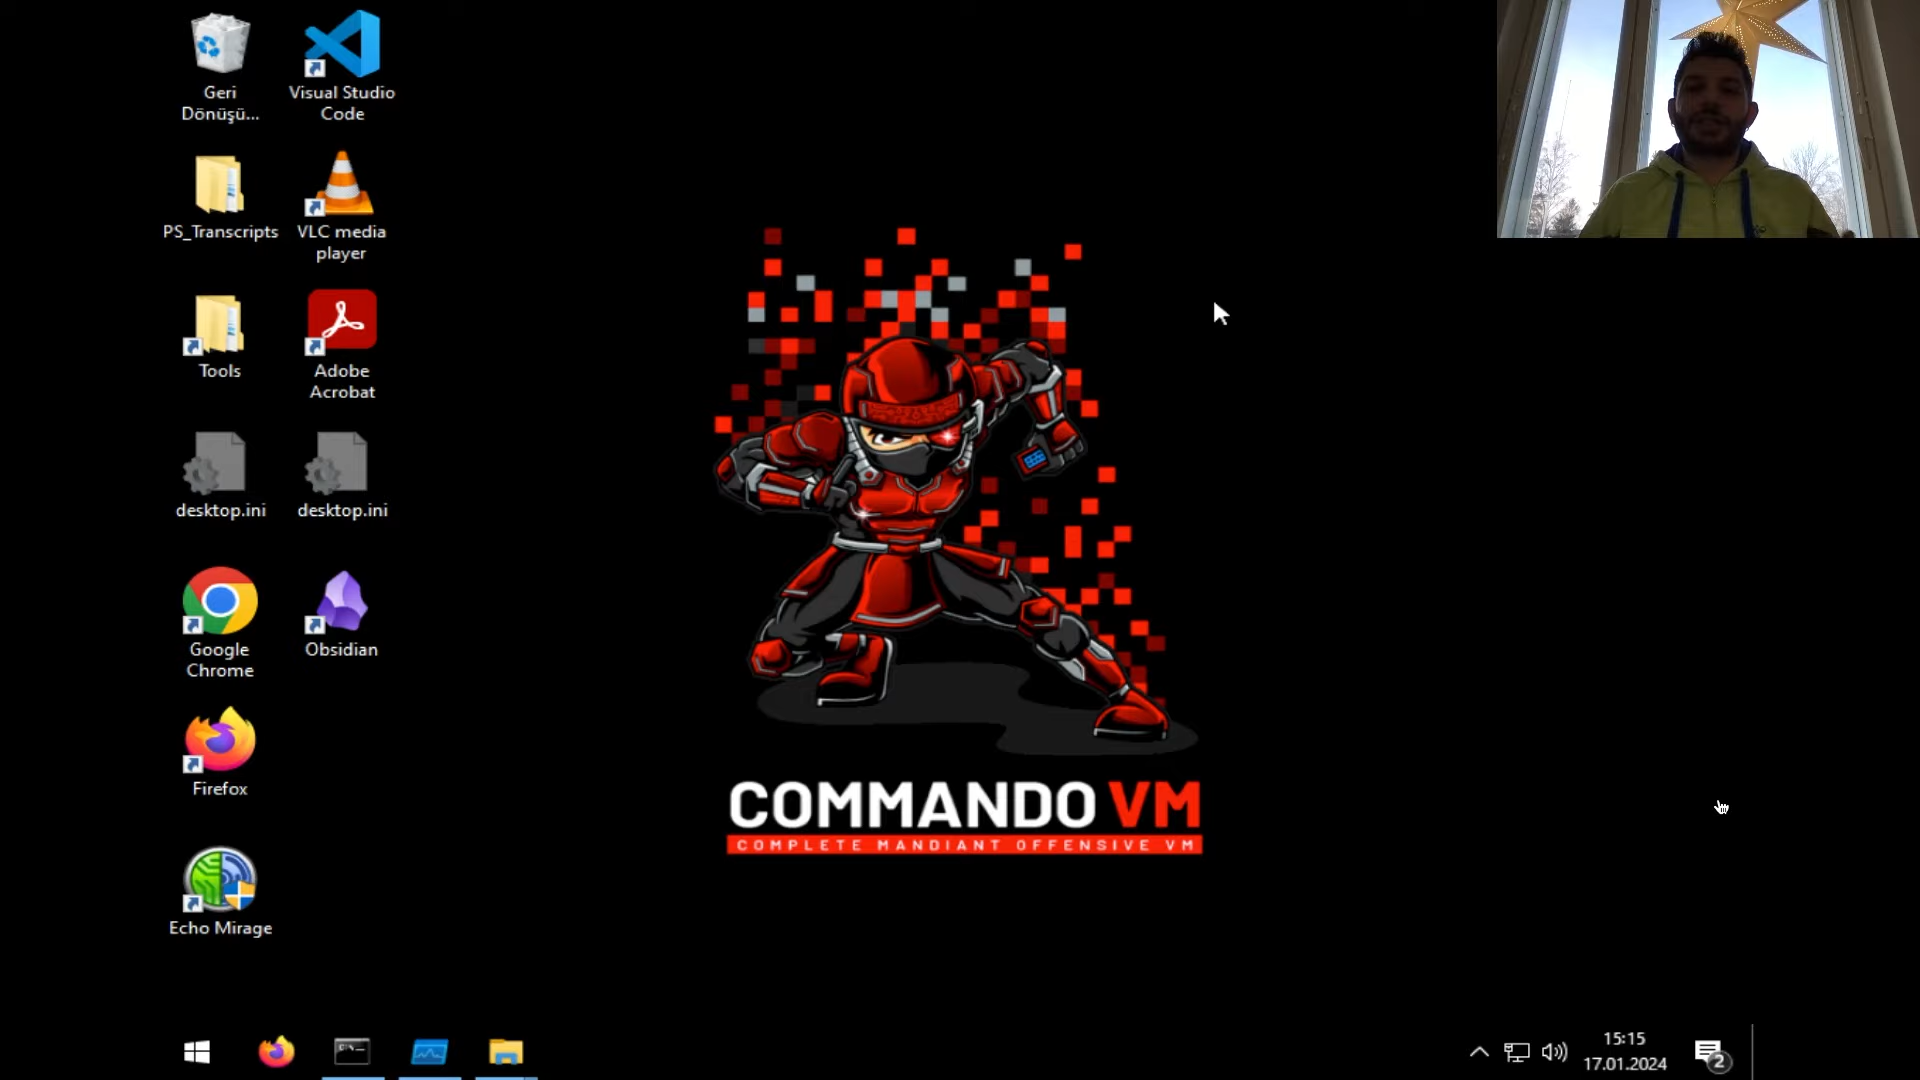 Geri
Dönüşü...
Visual Studio
Code
PS_Transcripts
VLC media
player
Tools
Adobe
Acrobat
desktop.ini
desktop.ini
Google
Chrome
Obsidian
Firefox
Echo Mirage
COMMANDO VM
COMPLETE MANDIANT OFFENSIVE VM
15:15
17.01.2024
2